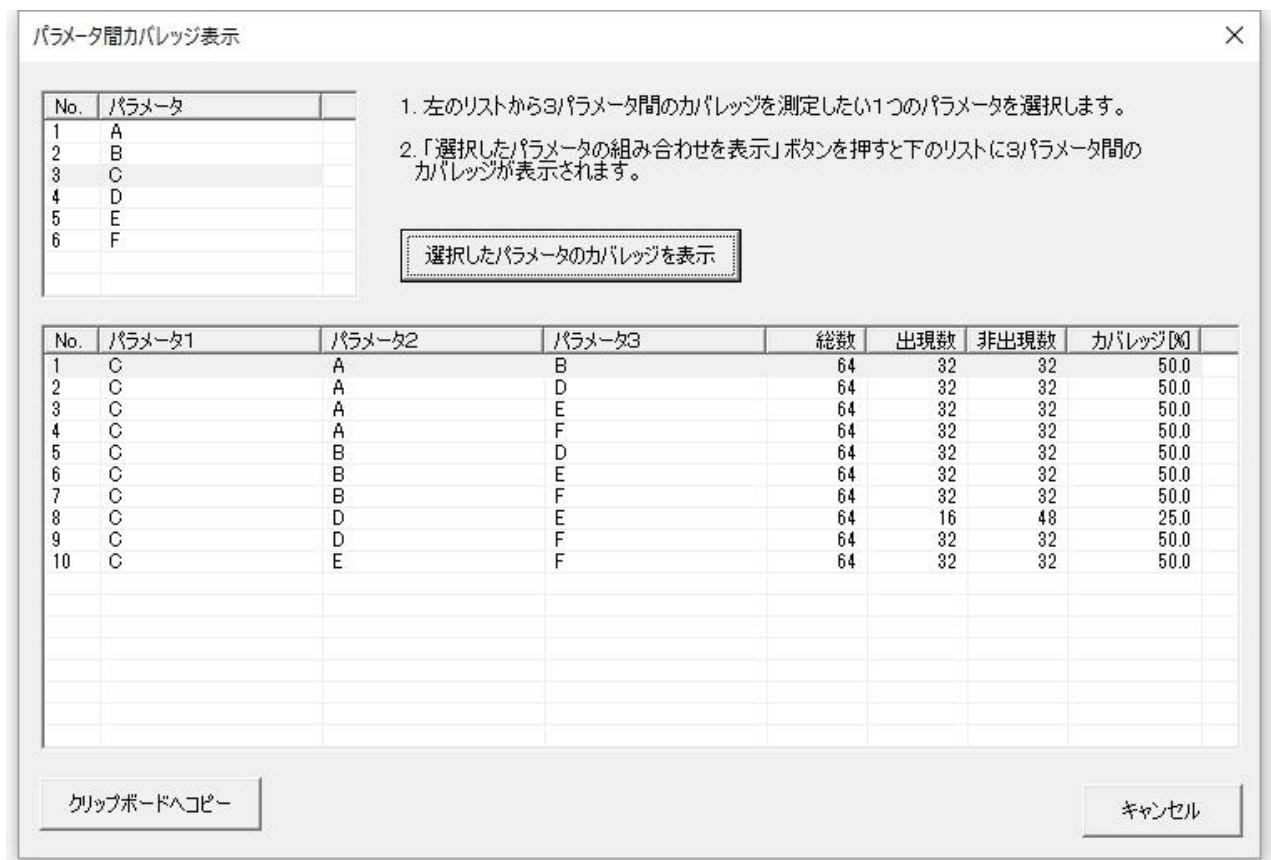 パラメータ間カバレッジ表示
No. パラメータ
1 A
2 B
3 C
4 D
5 E
6 F
1. 左のリストから3パラメータ間のカバレッジを測定したい1つのパラメータを選択します。
2.「選択したパラメータの組み合わせを表示」ボタンを押すと下のリストに3パラメータ間の
カバレッジが表示されます。
選択したパラメータのカバレッジを表示
No. パラメータ1 パラメータ2 パラメータ3 総数 出現数 非出現数 カバレッジ[%]
1 C A B 64 32 32 50.0
2 C A D 64 32 32 50.0
3 C A E 64 32 32 50.0
4 C A F 64 32 32 50.0
5 C B D 64 32 32 50.0
6 C B E 64 32 32 50.0
7 C B F 64 32 32 50.0
8 C D E 64 16 48 25.0
9 C D F 64 32 32 50.0
10 C E F 64 32 32 50.0
クリップボードへコピー
キャンセル